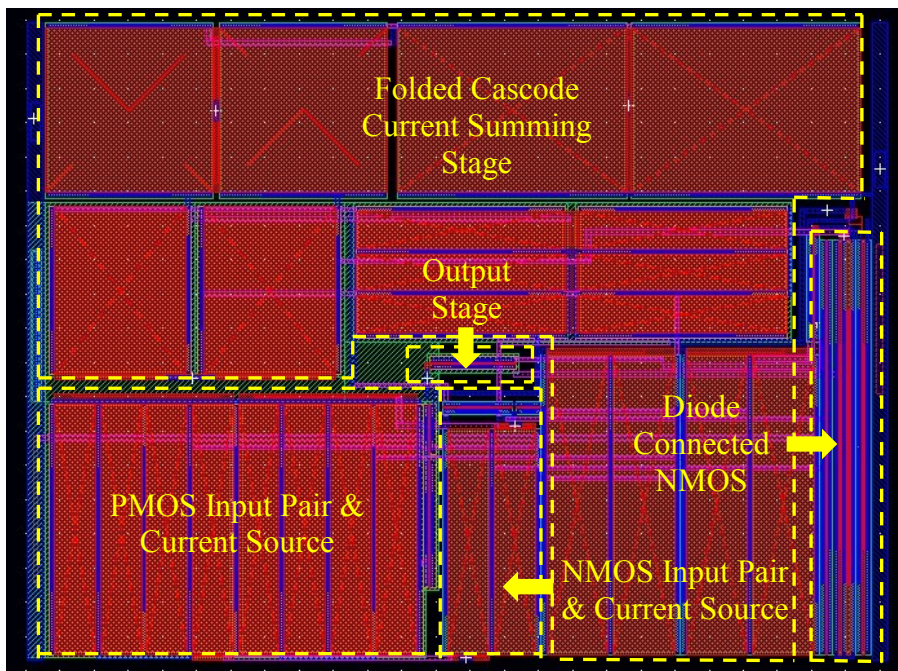 Folded Cascode
Current Summing
Stage
Output
Stage
Diode
Connected
NMOS
PMOS Input Pair &
Current Source
NMOS Input Pair
& Current Source